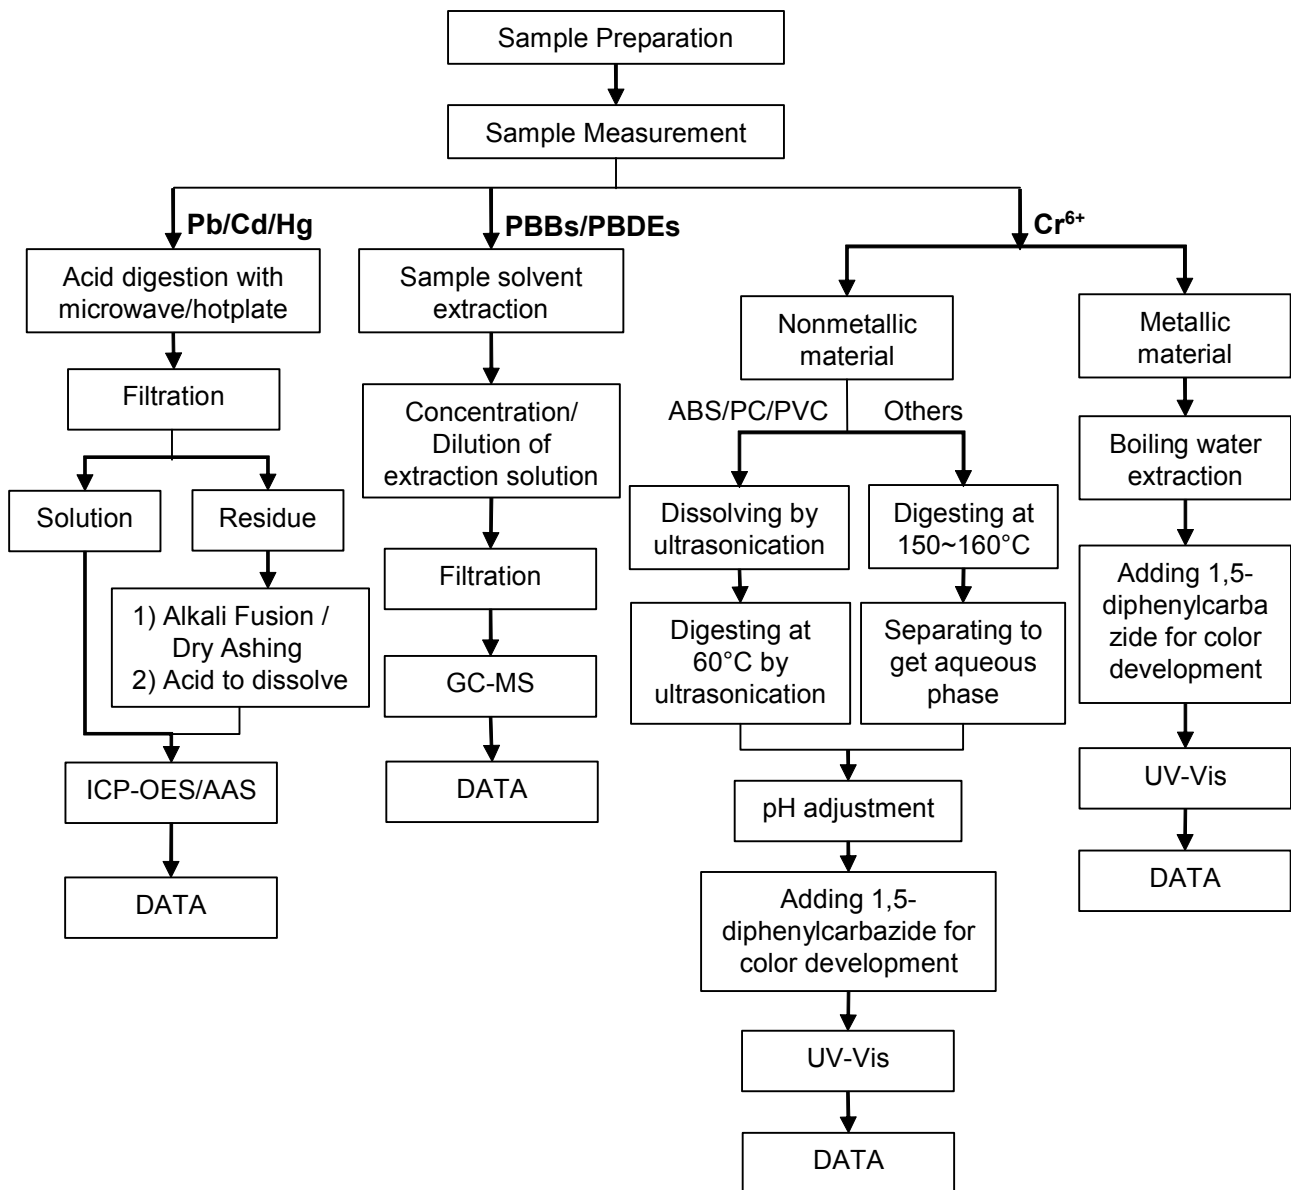 Sample Preparation
Sample Measurement
Pb/Cd/Hg
PBBs/PBDEs
Cr⁶⁺
Acid digestion with
microwave/hotplate
Filtration
Solution
Residue
1) Alkali Fusion /
Dry Ashing
2) Acid to dissolve
ICP-OES/AAS
DATA
Sample solvent
extraction
Concentration/
Dilution of
extraction solution
Filtration
GC-MS
DATA
Nonmetallic
material
ABS/PC/PVC
Others
Dissolving by
ultrasonication
Digesting at
60°C by
ultrasonication
Digesting at
150~160°C
Separating to
get aqueous
phase
pH adjustment
Adding 1,5-
diphenylcarbazide for
color development
UV-Vis
DATA
Metallic
material
Boiling water
extraction
Adding 1,5-
diphenylcarba
zide for color
development
UV-Vis
DATA